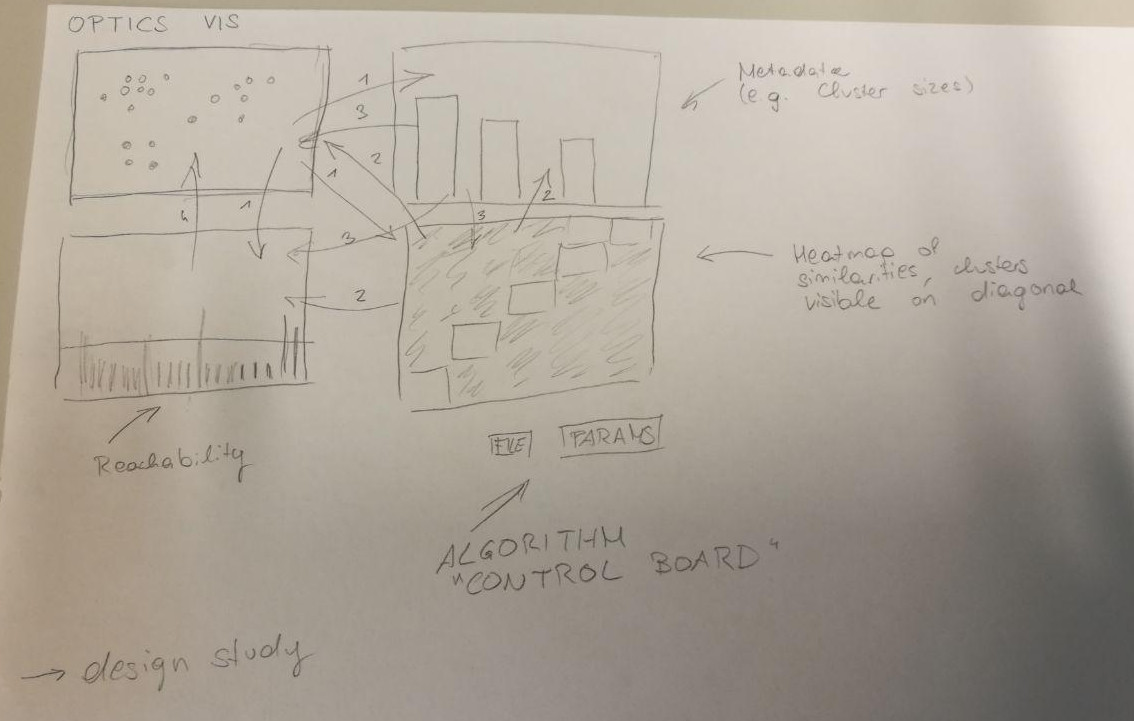 OPTICS VIS
1
3
2
1
Metadata
(e.g. Cluster sizes)
4
1
3
3
2
2
Heatmap of
similarities, clusters
visible on diagonal
Reachability
FILE PARAMS
ALGORITHM
"CONTROL BOARD"
→ design study